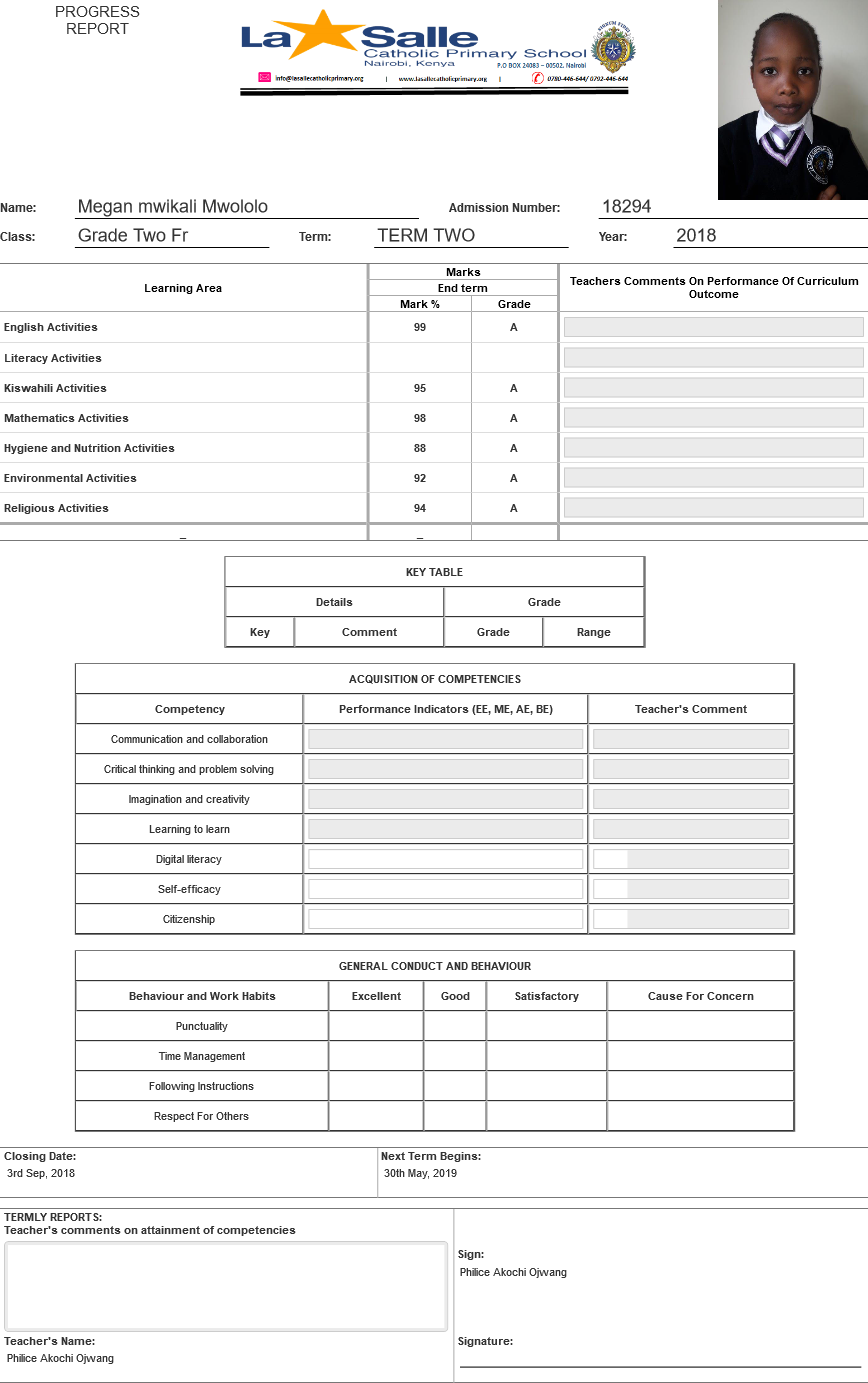 PROGRESS
REPORT
La Salle
Catholic Primary School
Nairobi, Kenya
P.O BOX 24083 – 00502, Nairobi
info@lasallecatholicprimary.org | www.lasallecatholicprimary.org | 0780-446-644/ 0792-446-644
Name: Megan mwikali Mwololo Admission Number: 18294
Class: Grade Two Fr Term: TERM TWO Year: 2018
Learning Area Marks Teachers Comments On Performance Of Curriculum Outcome
End term
Mark % Grade
English Activities 99 A
Literacy Activities
Kiswahili Activities 95 A
Mathematics Activities 98 A
Hygiene and Nutrition Activities 88 A
Environmental Activities 92 A
Religious Activities 94 A
_ _
KEY TABLE
Details Grade
Key Comment Grade Range
ACQUISITION OF COMPETENCIES
Competency Performance Indicators (EE, ME, AE, BE) Teacher's Comment
Communication and collaboration
Critical thinking and problem solving
Imagination and creativity
Learning to learn
Digital literacy
Self-efficacy
Citizenship
GENERAL CONDUCT AND BEHAVIOUR
Behaviour and Work Habits Excellent Good Satisfactory Cause For Concern
Punctuality
Time Management
Following Instructions
Respect For Others
Closing Date: Next Term Begins:
3rd Sep, 2018 30th May, 2019
TERMLY REPORTS:
Teacher's comments on attainment of competencies
Sign:
Philice Akochi Ojwang
Teacher's Name: Signature:
Philice Akochi Ojwang